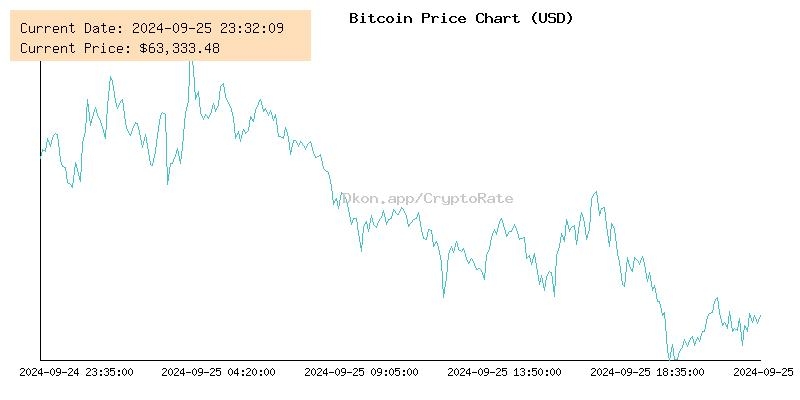 Bitcoin Price Chart (USD)
Current Date: 2024-09-25 23:32:09
Current Price: $63,333.48
Dkon.app/CryptoRate
2024-09-24 23:35:00 2024-09-25 04:20:00 2024-09-25 09:05:00 2024-09-25 13:50:00 2024-09-25 18:35:00 2024-09-25